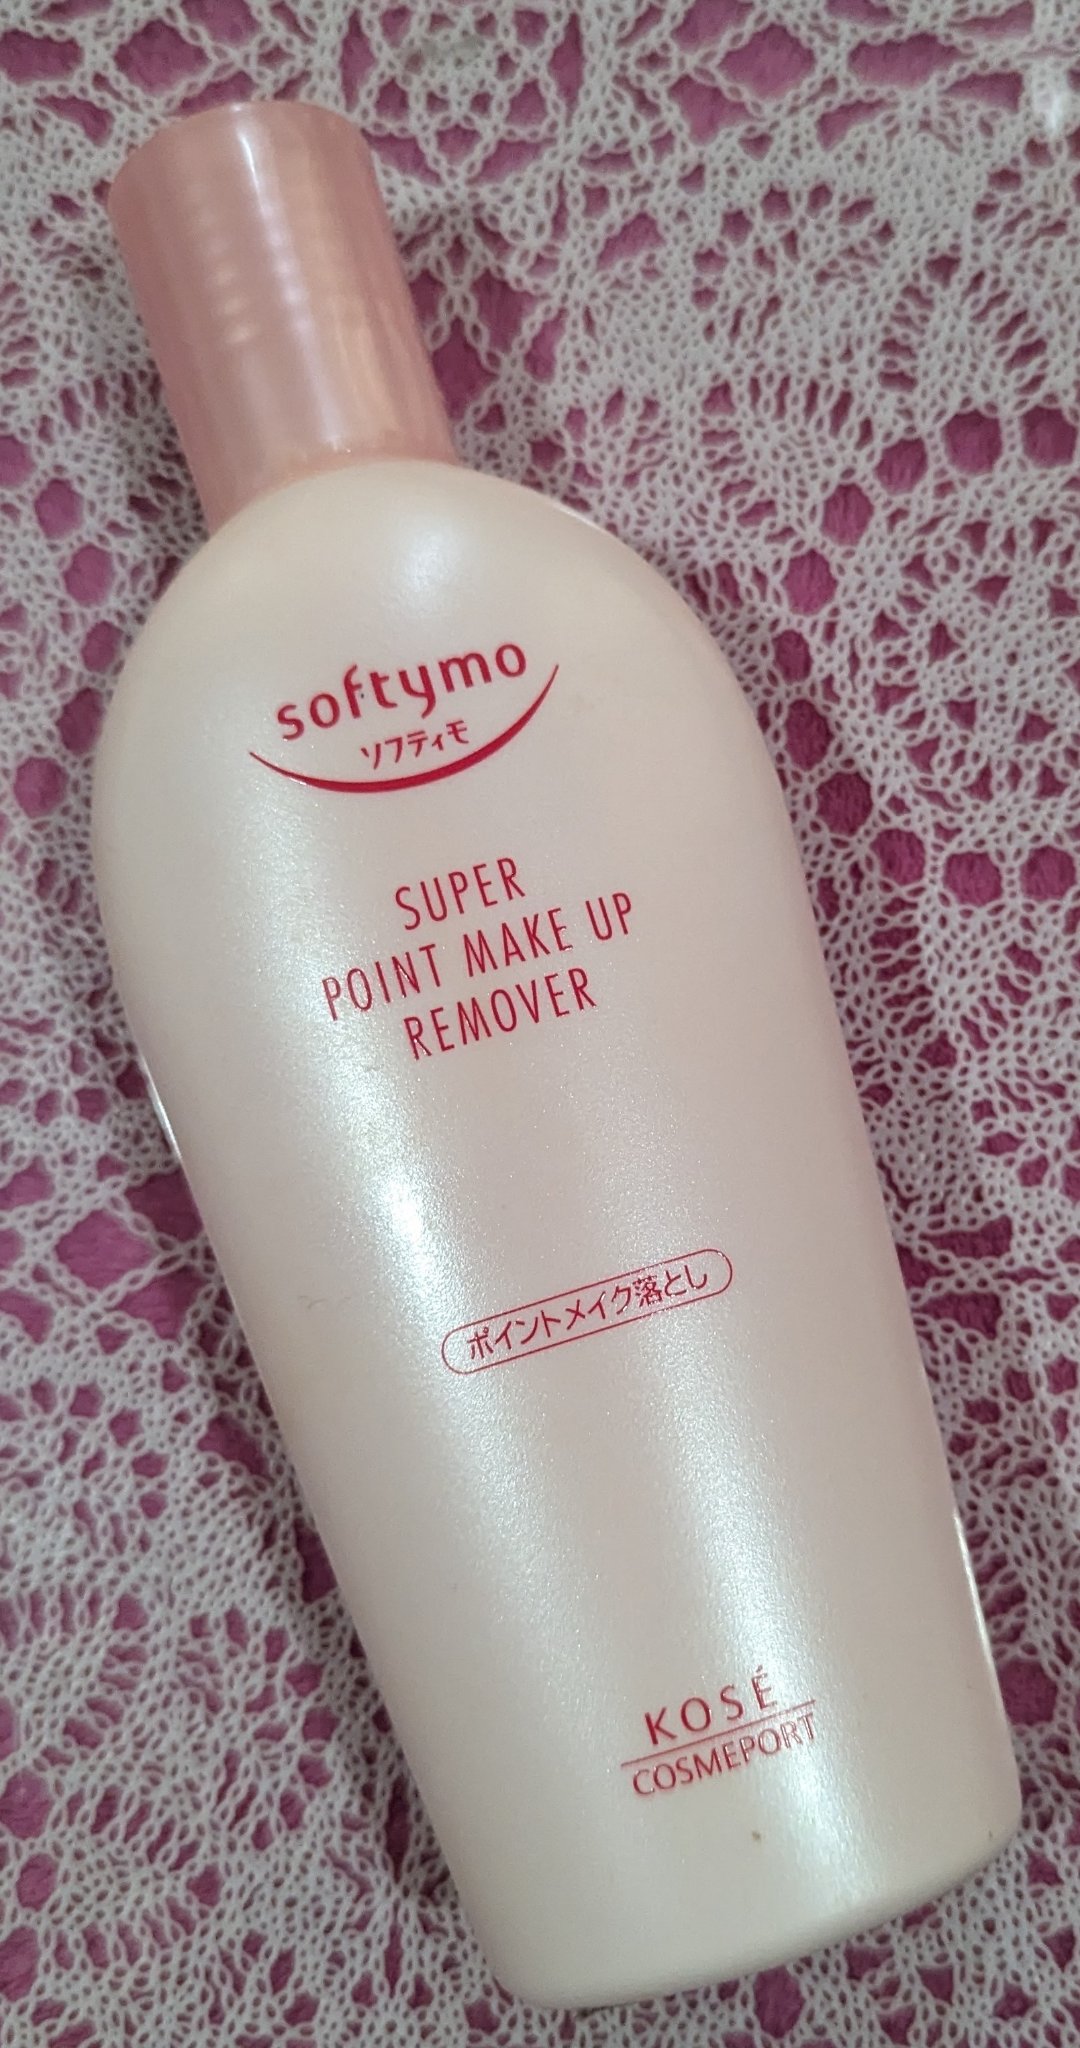 softymo
ソフティモ
SUPER
POINT MAKE UP
REMOVER
ポイントメイク落とし
KOSÉ
COSMEPORT